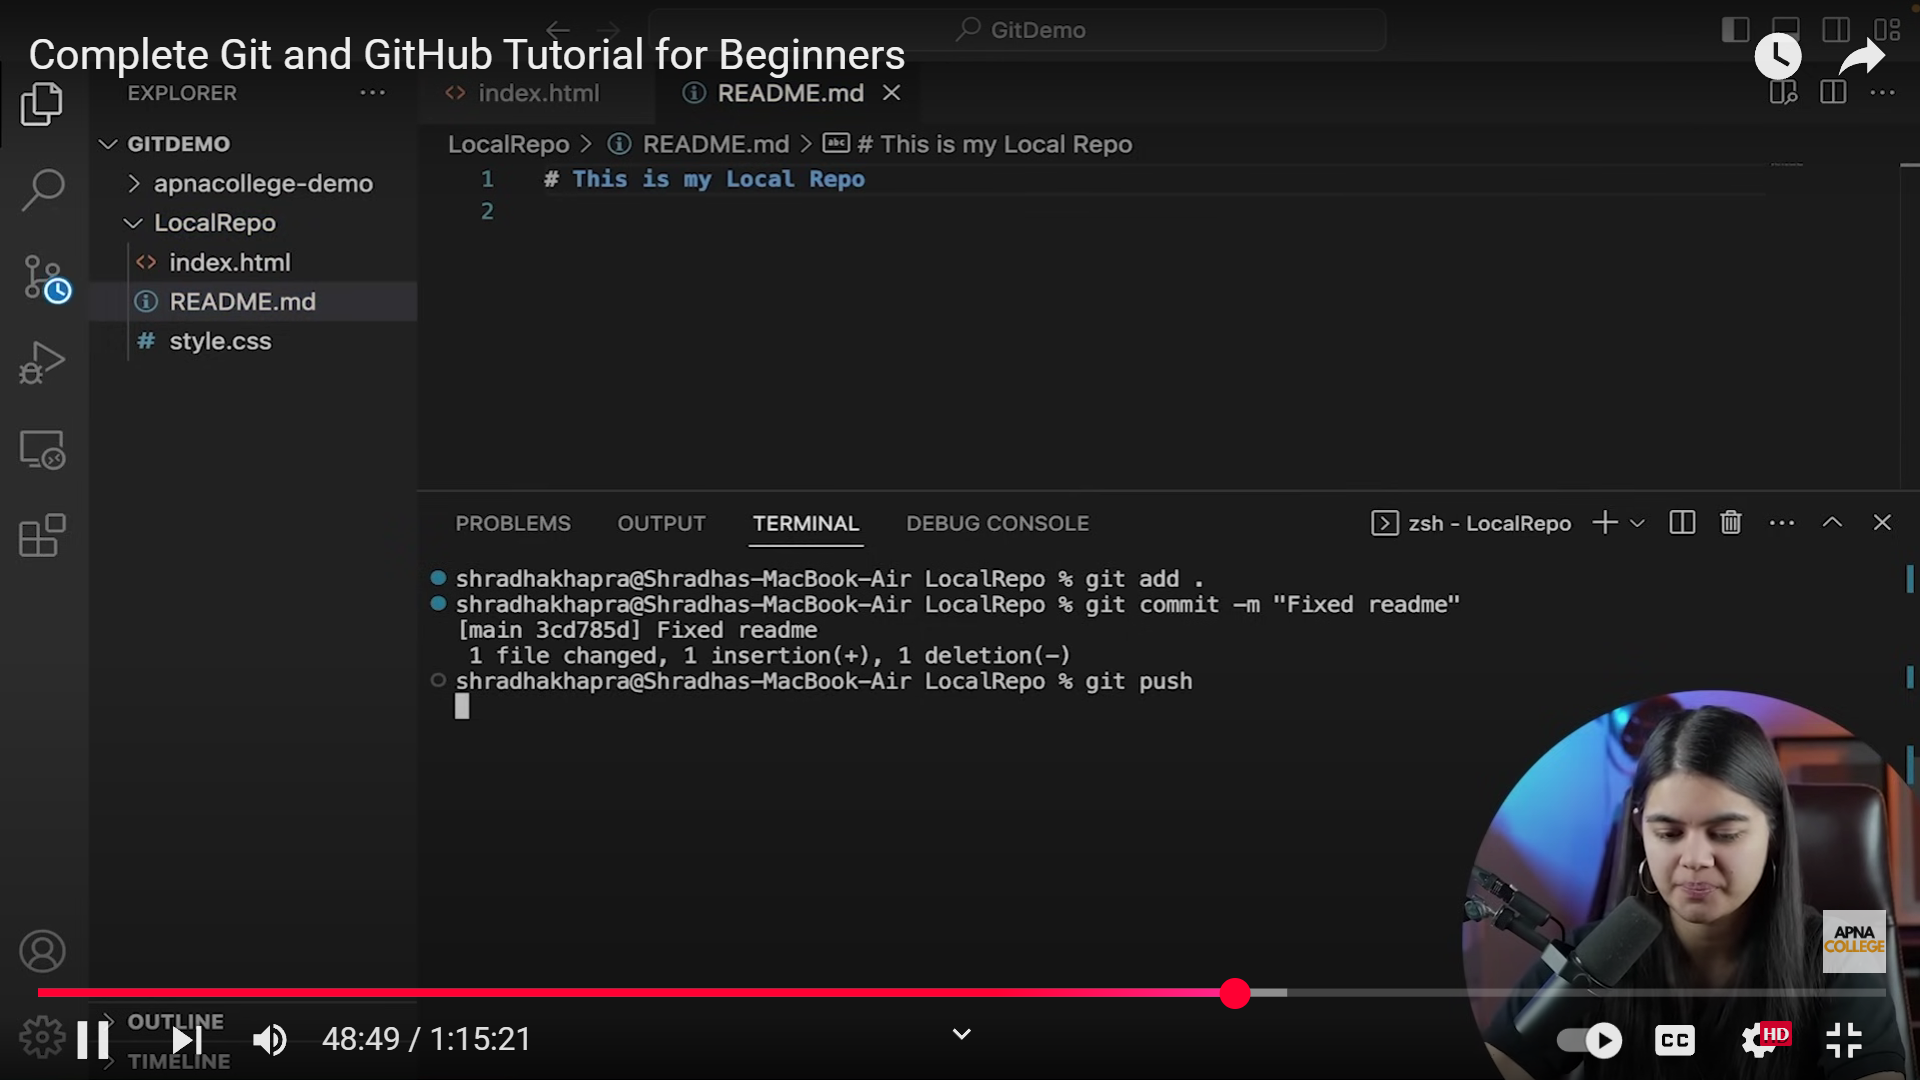 GitDemo
Complete Git and GitHub Tutorial for Beginners
EXPLORER
index.html
README.md
GITDEMO
apnacollege-demo
LocalRepo
index.html
README.md
style.css
LocalRepo > README.md > # This is my Local Repo
1 # This is my Local Repo
2
PROBLEMS OUTPUT TERMINAL DEBUG CONSOLE
zsh - LocalRepo
shradhakhapra@Shradhas-MacBook-Air LocalRepo % git add .
shradhakhapra@Shradhas-MacBook-Air LocalRepo % git commit -m "Fixed readme"
[main 3cd785d] Fixed readme
1 file changed, 1 insertion(+), 1 deletion(-)
shradhakhapra@Shradhas-MacBook-Air LocalRepo % git push
APNA
COLLEGE
OUTLINE
TIMELINE
48:49 / 1:15:21
CC
HD